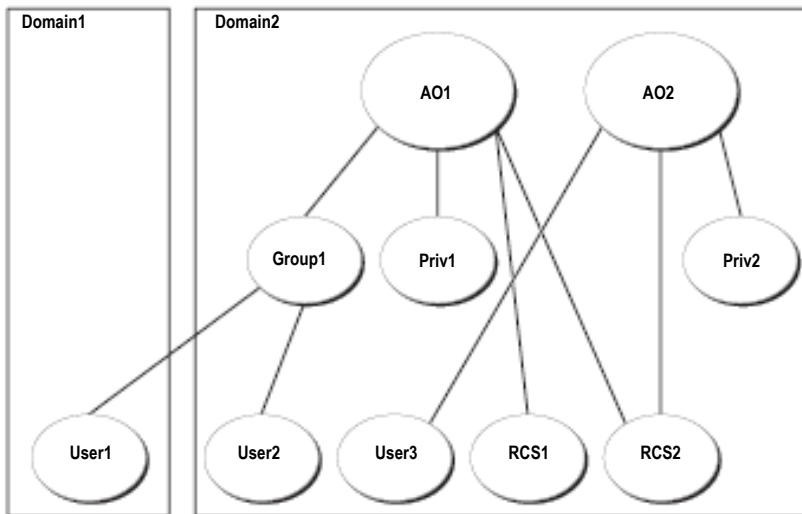 Domain1
Domain2
AO1
AO2
Group1
Priv1
Priv2
User1
User2
User3
RCS1
RCS2